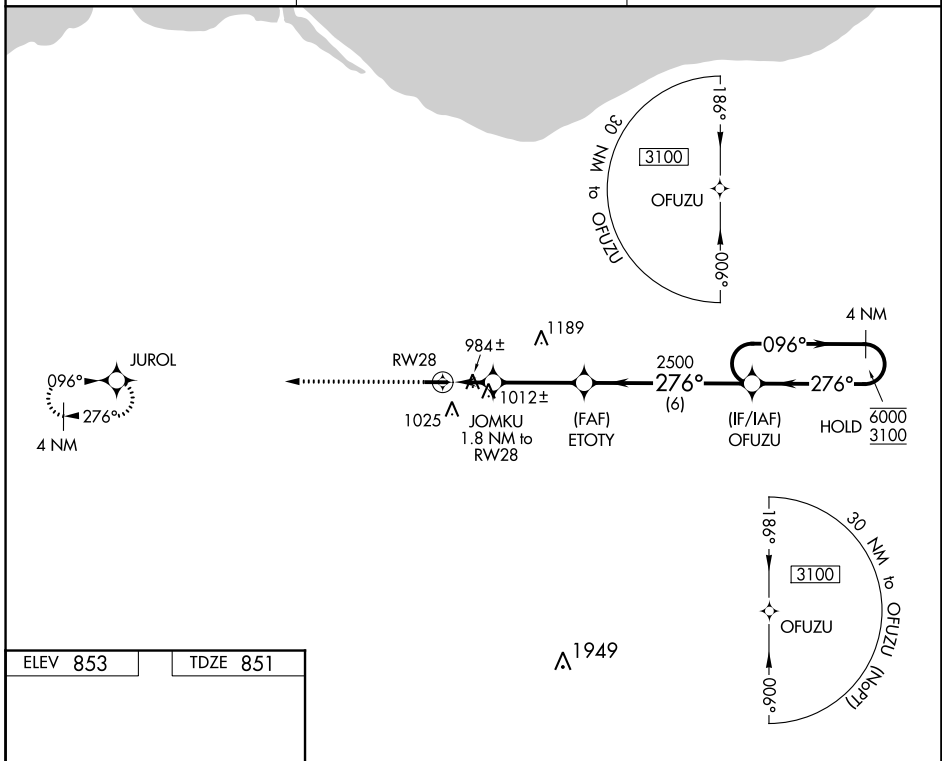 186°
30 NM to OFUZU
3100
OFUZU
006°
4 NM
1189
096°
984±
RW28
JUROL
2500
096°
276°
276°
(6)
1012±
276°
1025
JOMKU
1.8 NM to
RW28
(FAF)
ETOTY
(IF/IAF)
OFUZU
HOLD
6000
3100
4 NM
186°
30 NM to OFUZU (NoPT)
3100
OFUZU
006°
1949
ELEV 853
TDZE 851